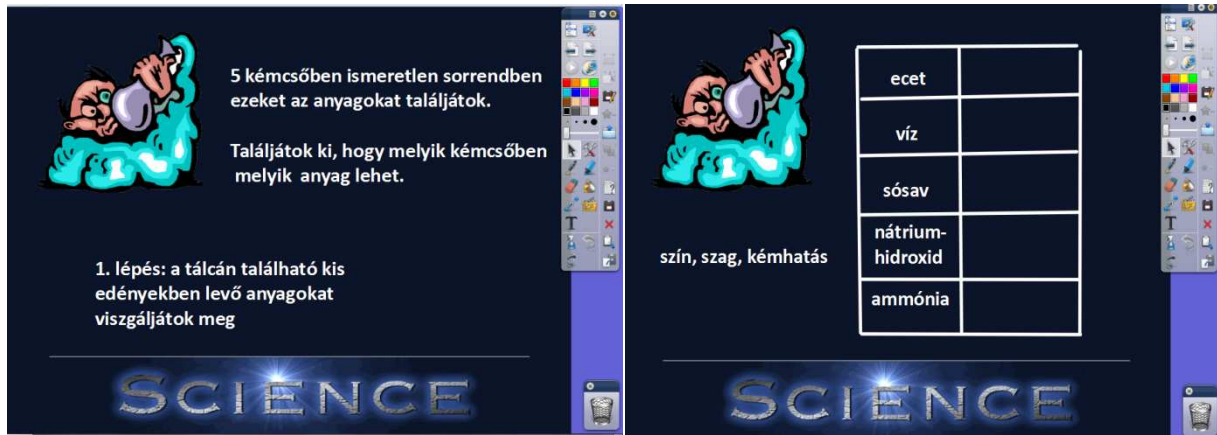 5 kémcsőben ismeretlen sorrendben
ezeket az anyagokat találjátok.
Találjátok ki, hogy melyik kémcsőben
melyik anyag lehet.
1. lépés: a tálcán található kis
edényekben levő anyagokat
viszgáljátok meg
SCIENCE
ecet
víz
sósav
nátrium-
hidroxid
ammónia
szín, szag, kémhatás
SCIENCE